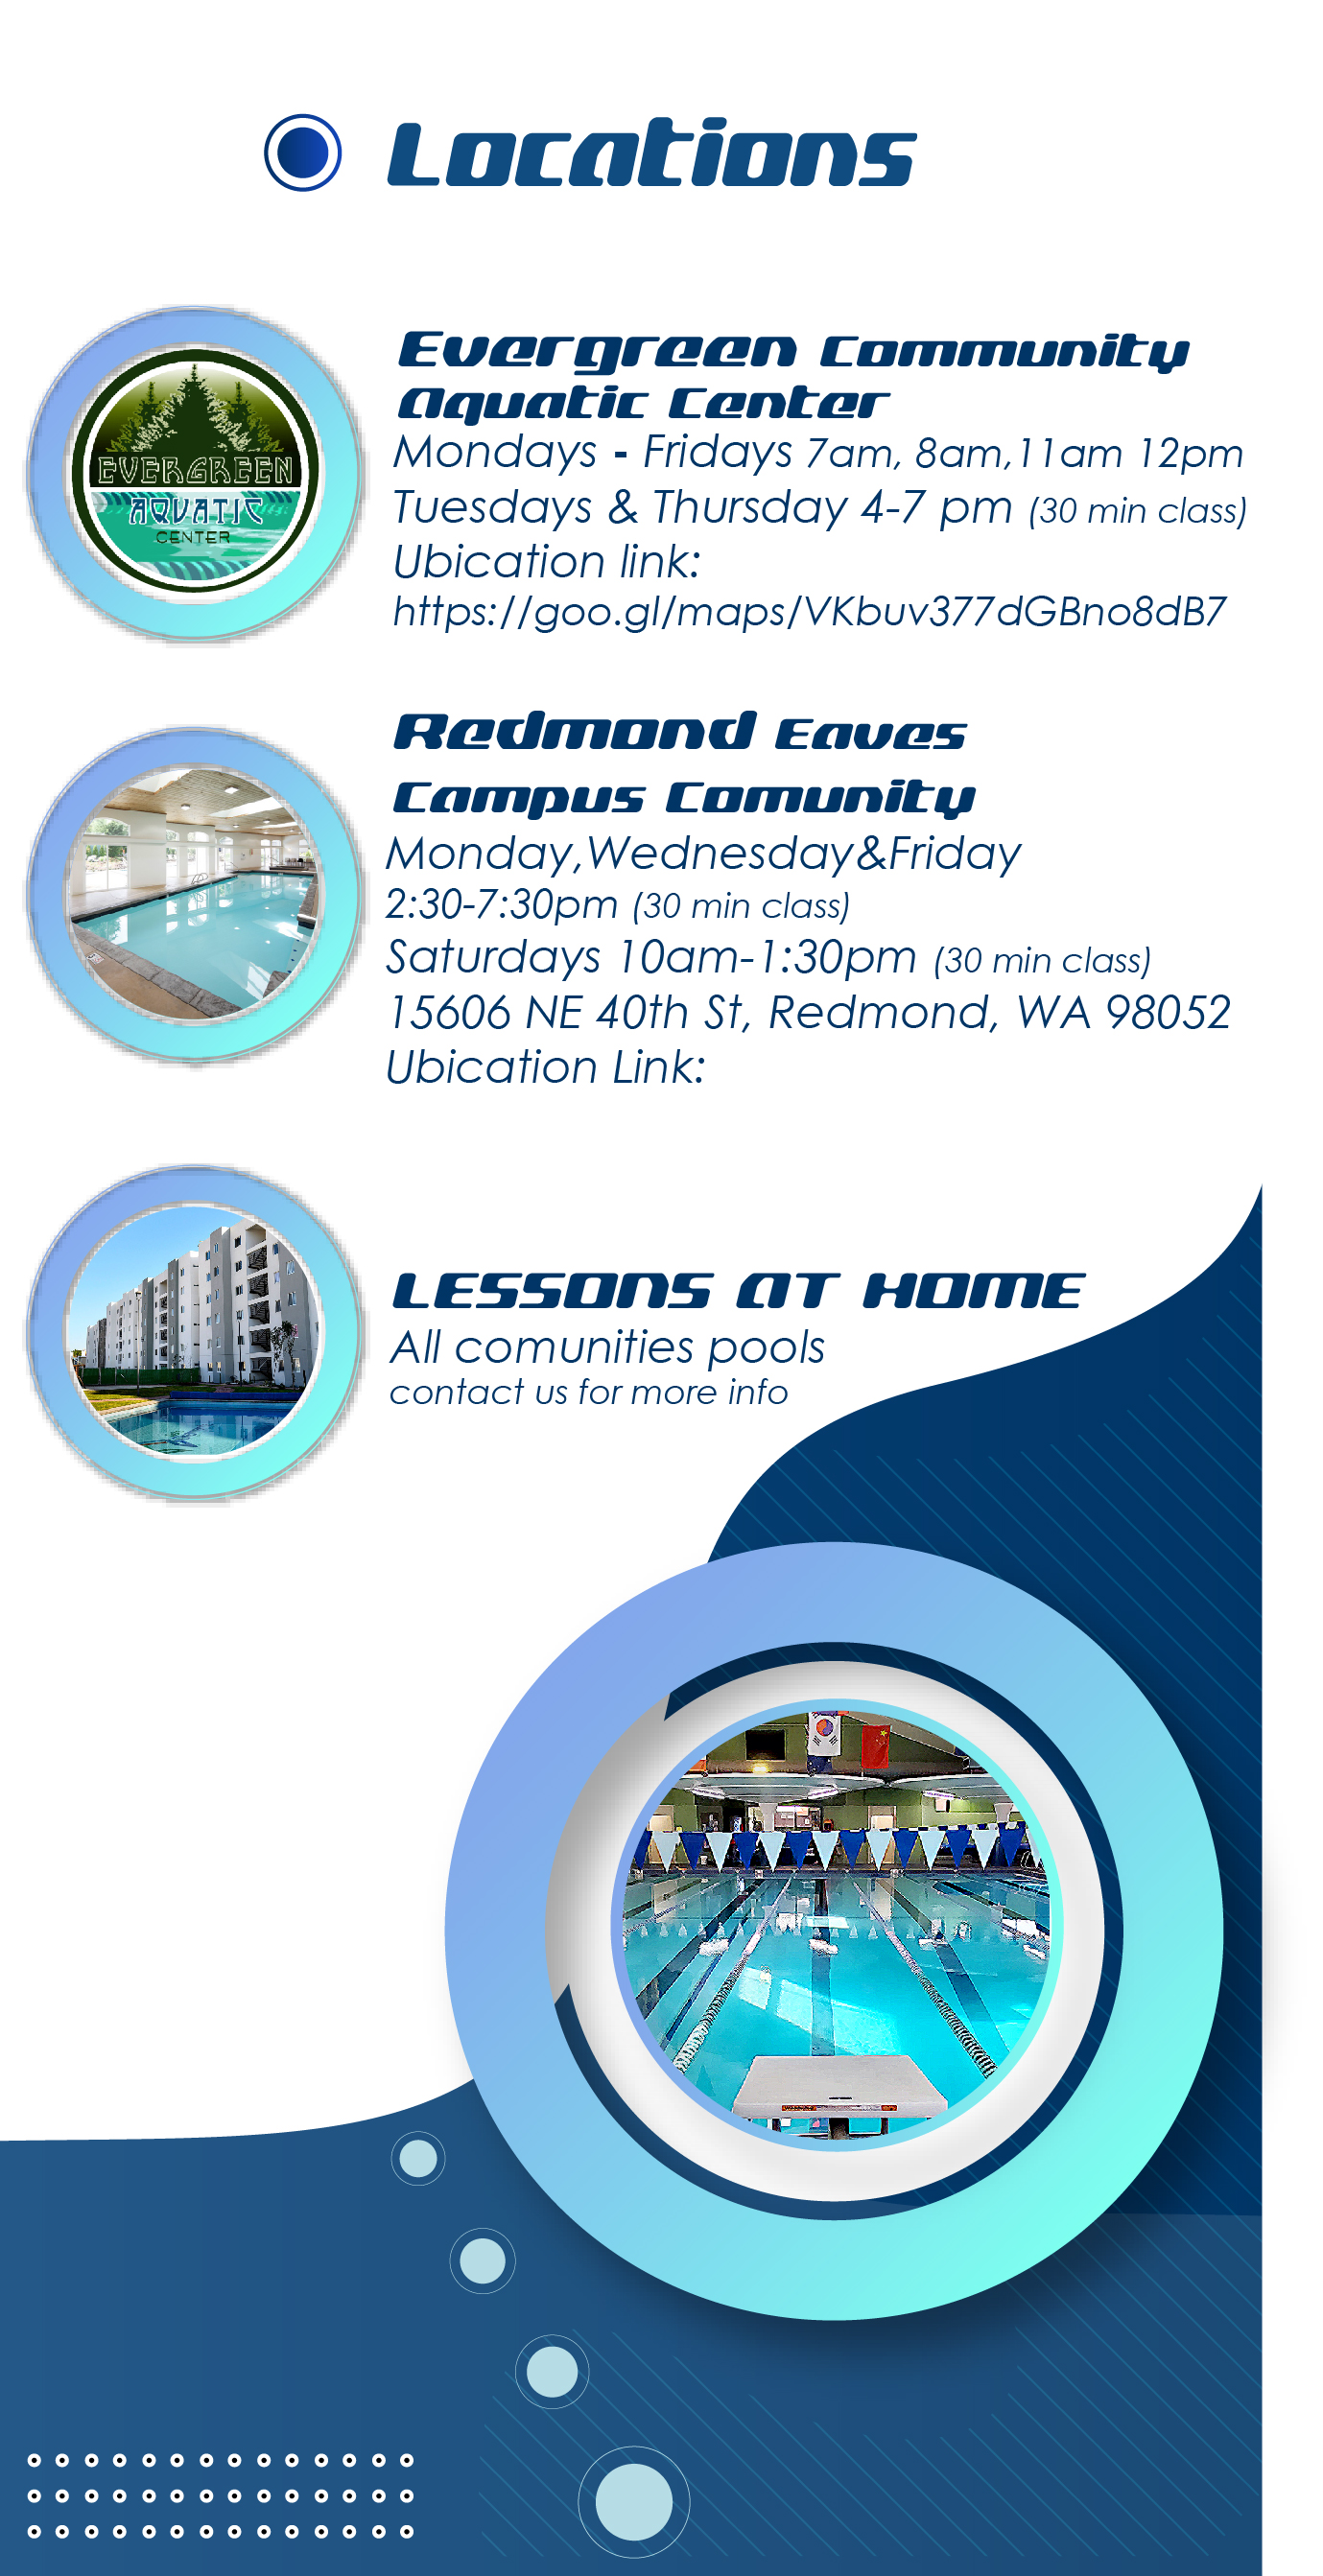 Locations
EVERGREEN
AQUATIC
CENTER
Evergreen Community
Aquatic Center
Mondays - Fridays 7am, 8am,11am 12pm
Tuesdays & Thursday 4-7 pm (30 min class)
Ubication link:
https://goo.gl/maps/VKbuv377dGBno8dB7
Redmond Eaves
Campus Comunity
Monday,Wednesday&Friday
2:30-7:30pm (30 min class)
Saturdays 10am-1:30pm (30 min class)
15606 NE 40th St, Redmond, WA 98052
Ubication Link:
LESSONS AT HOME
All comunities pools
contact us for more info